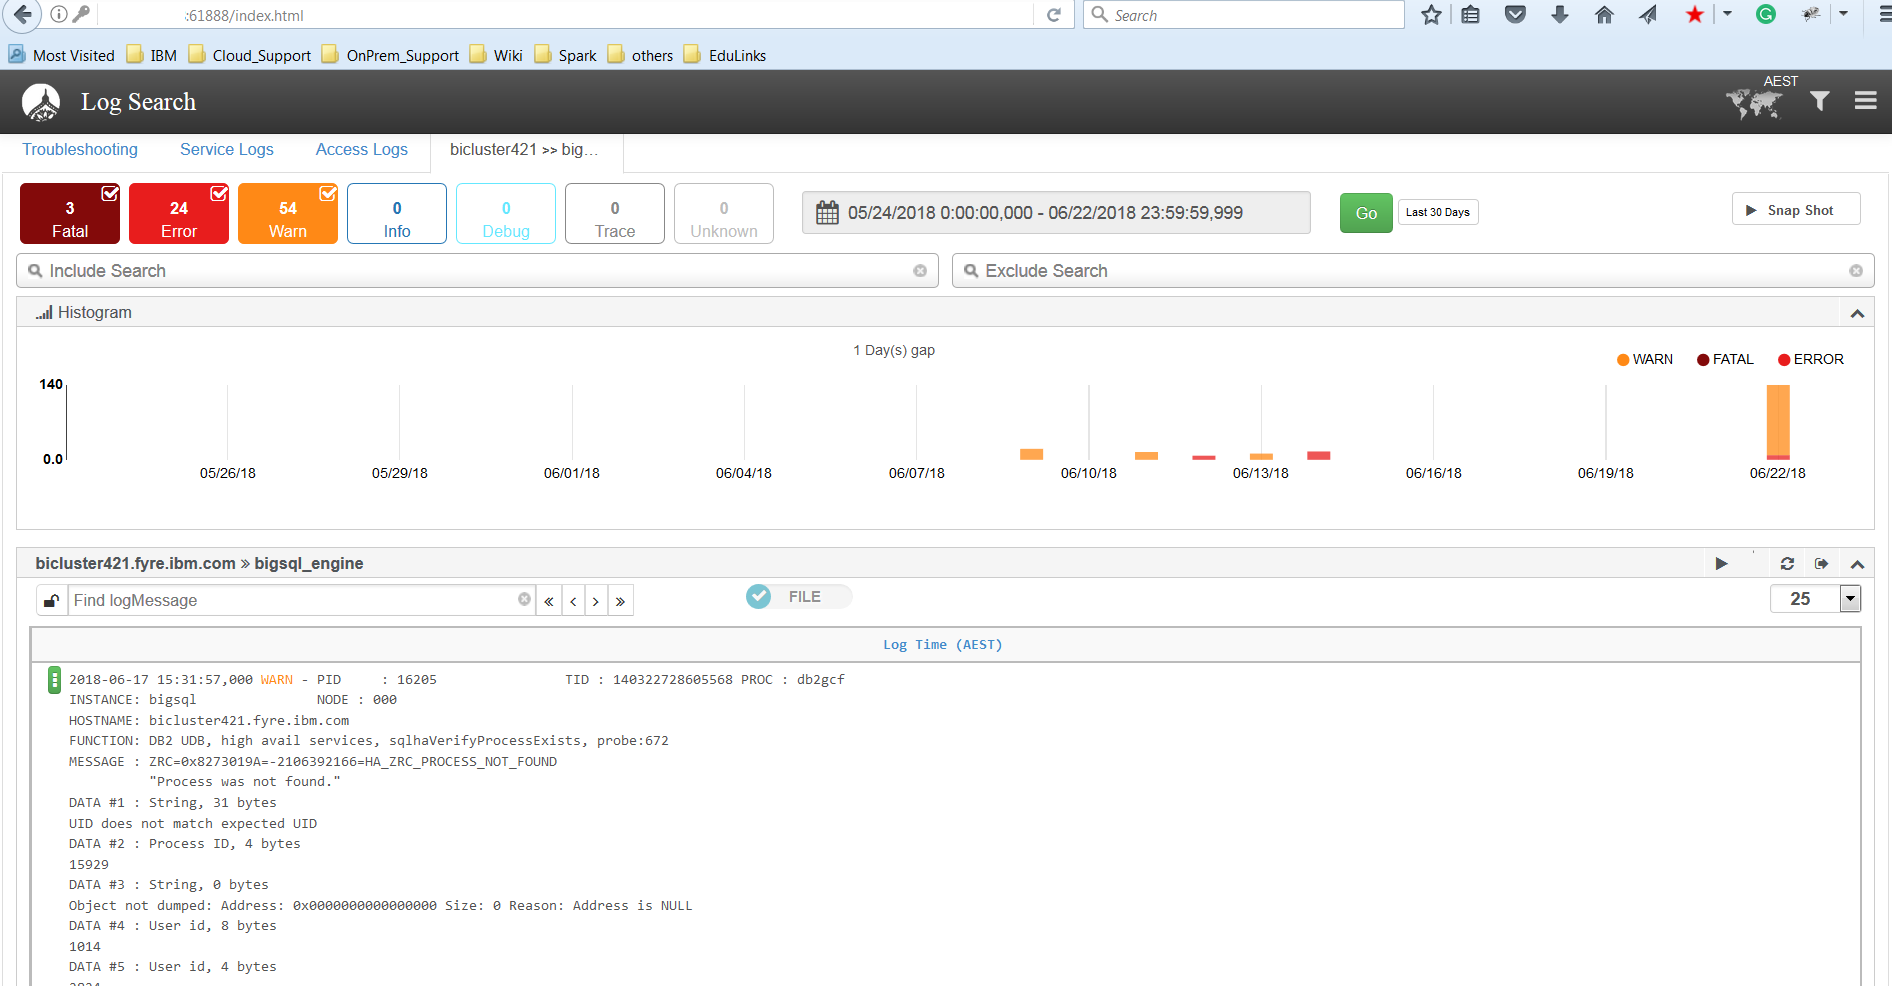 :61888/index.html
Search
Most Visited IBM Cloud_Support OnPrem_Support Wiki Spark others EduLinks
Log Search
AEST
Troubleshooting Service Logs Access Logs bicluster421 >> big...
3 Fatal
24 Error
54 Warn
0 Info
0 Debug
0 Trace
0 Unknown
05/24/2018 0:00:00,000 - 06/22/2018 23:59:59,999
Go
Last 30 Days
Snap Shot
Include Search
Exclude Search
Histogram
1 Day(s) gap
WARN FATAL ERROR
140
0.0
05/26/18 05/29/18 06/01/18 06/04/18 06/07/18 06/10/18 06/13/18 06/16/18 06/19/18 06/22/18
bicluster421.fyre.ibm.com » bigsql_engine
Find logMessage
« ‹ › »
FILE
25
Log Time (AEST)
2018-06-17 15:31:57,000 WARN - PID     : 16205                TID : 140322728605568 PROC : db2gcf
INSTANCE: bigsql               NODE : 000
HOSTNAME: bicluster421.fyre.ibm.com
FUNCTION: DB2 UDB, high avail services, sqlhaVerifyProcessExists, probe:672
MESSAGE : ZRC=0x8273019A=-2106392166=HA_ZRC_PROCESS_NOT_FOUND
"Process was not found."
DATA #1 : String, 31 bytes
UID does not match expected UID
DATA #2 : Process ID, 4 bytes
15929
DATA #3 : String, 0 bytes
Object not dumped: Address: 0x0000000000000000 Size: 0 Reason: Address is NULL
DATA #4 : User id, 8 bytes
1014
DATA #5 : User id, 4 bytes